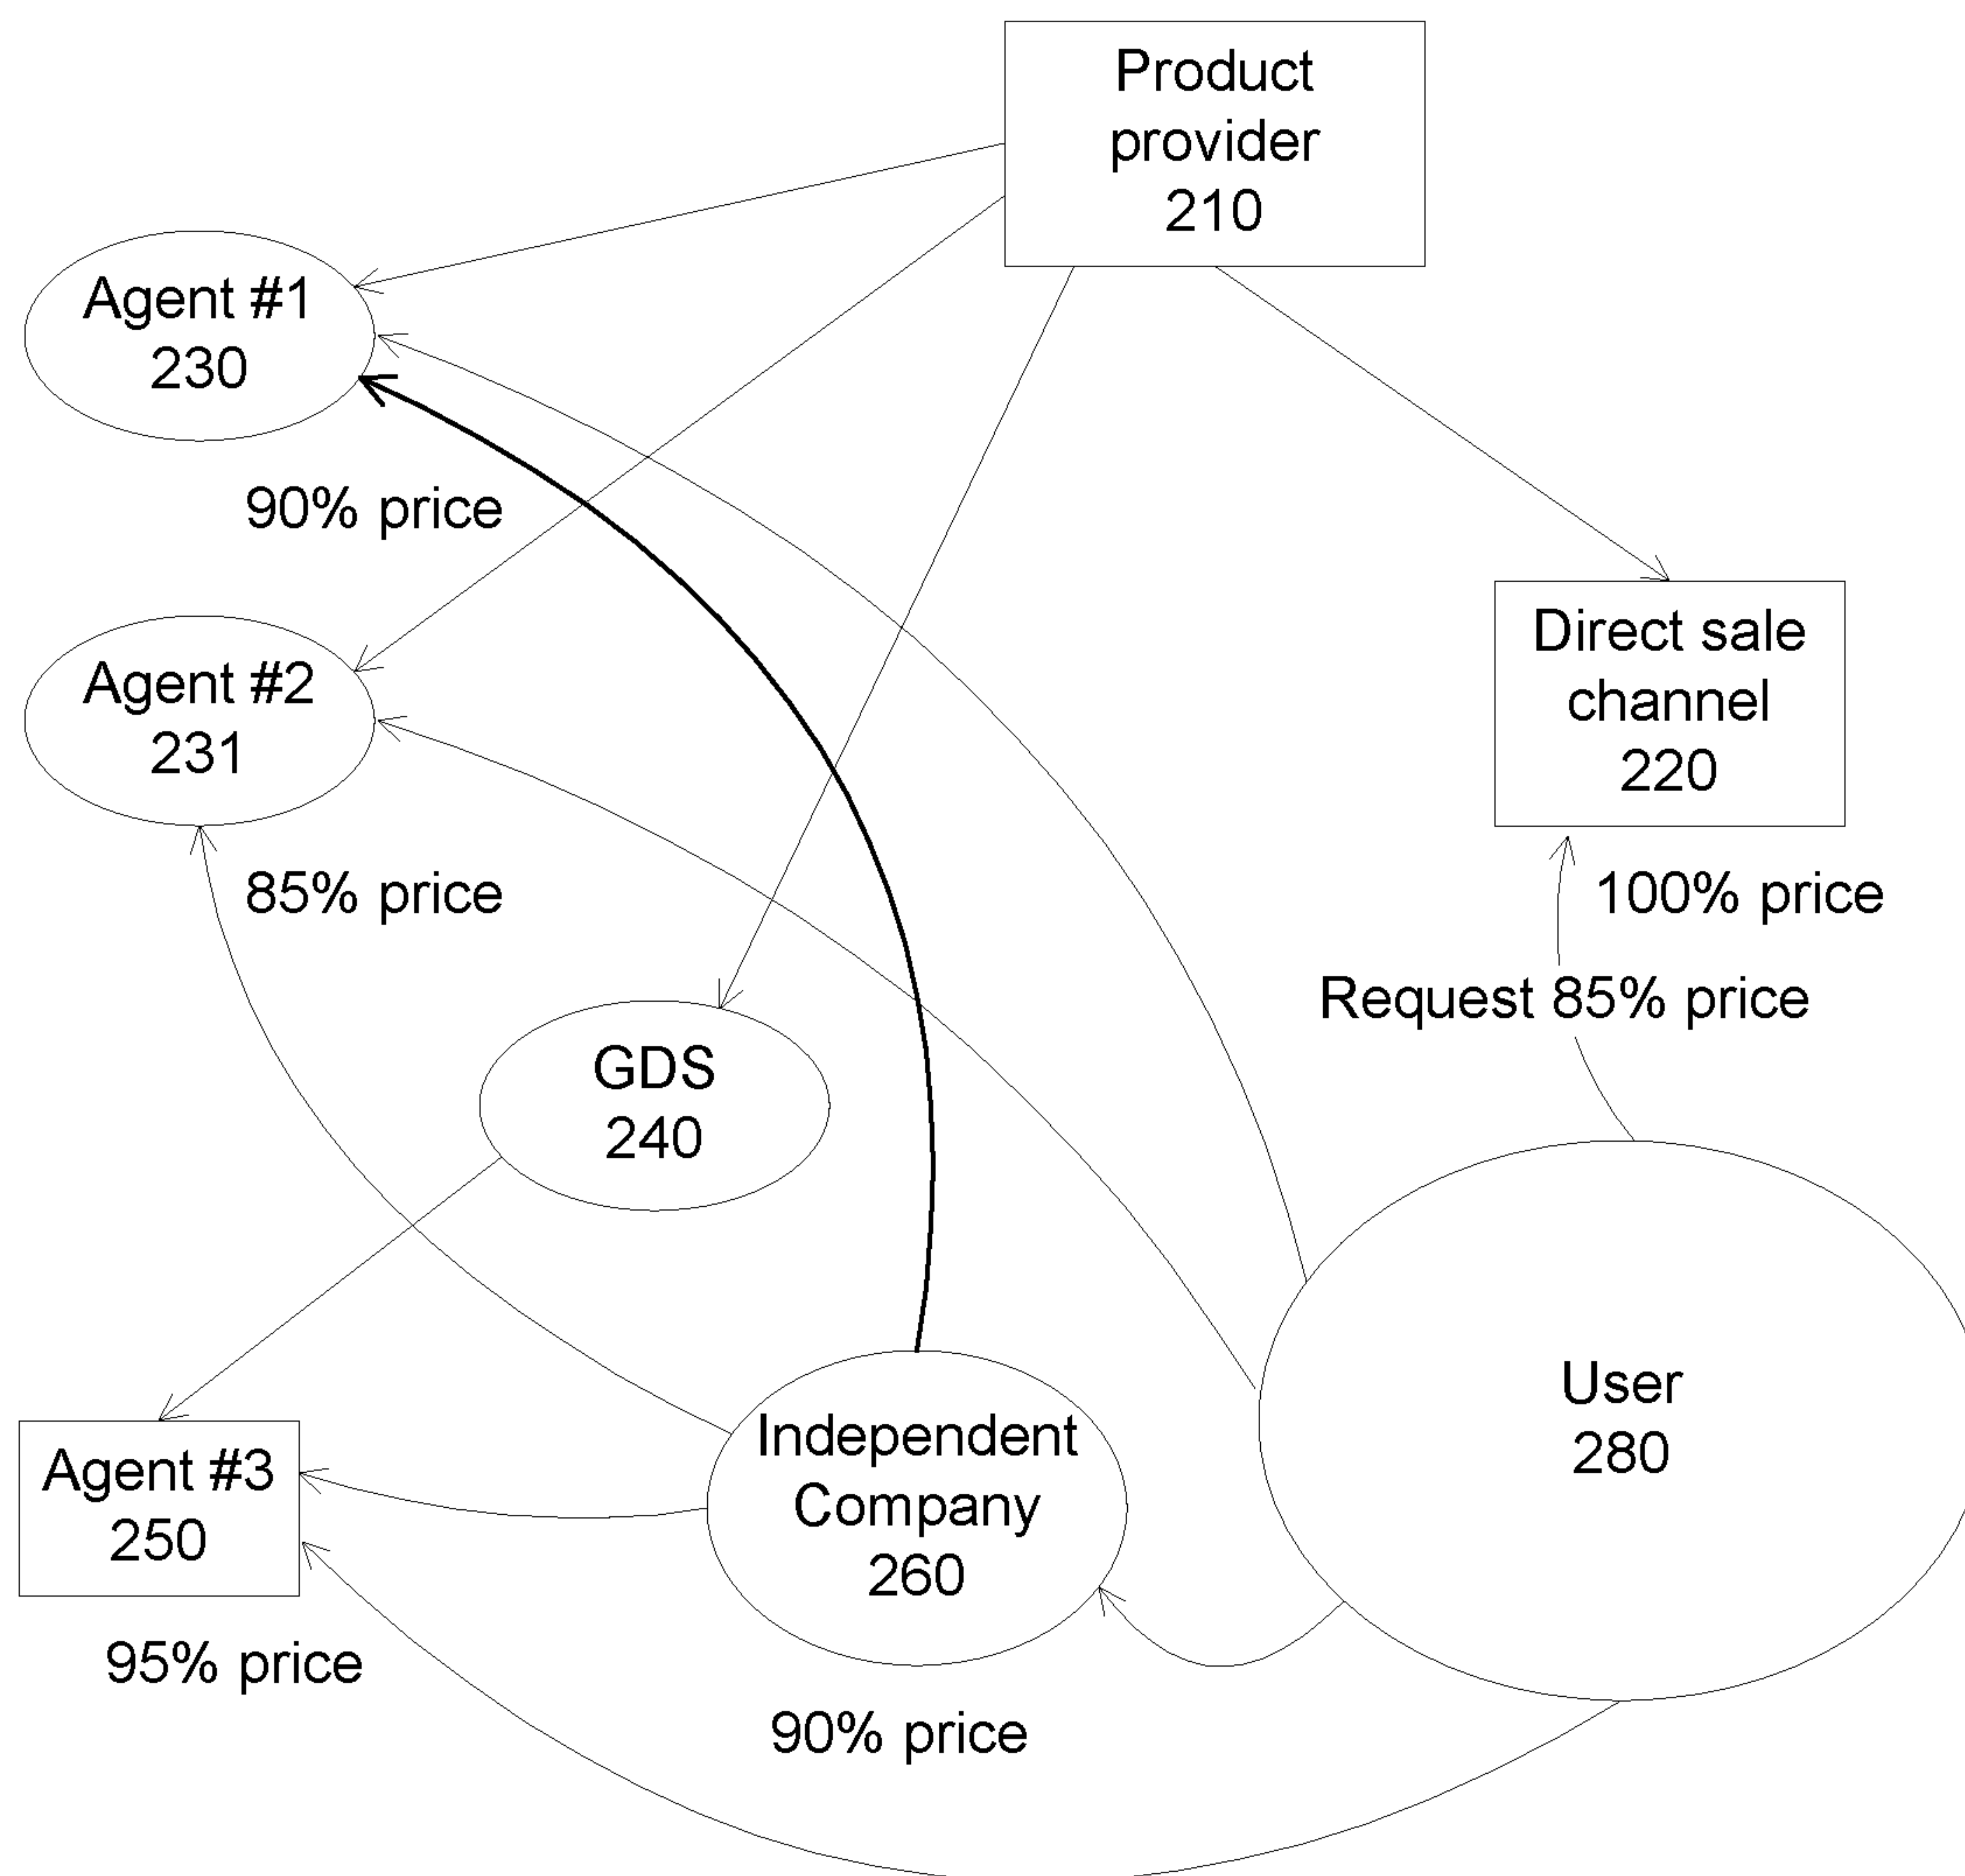 Product
provider
210
Agent #1
230
90% price
Agent #2
231
85% price
Direct sale
channel
220
100% price
Request 85% price
GDS
240
User
280
Independent
Company
260
Agent #3
250
95% price
90% price